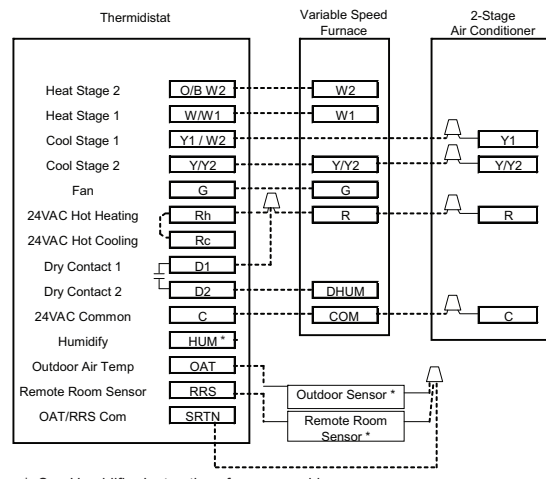 Thermidistat
Variable Speed
Furnace
2-Stage
Air Conditioner
Heat Stage 2 O/B W2 W2
Heat Stage 1 W/W1 W1
Cool Stage 1 Y1 / W2 Y1
Cool Stage 2 Y/Y2 Y/Y2 Y/Y2
Fan G G
24VAC Hot Heating Rh R R
24VAC Hot Cooling Rc
Dry Contact 1 D1
Dry Contact 2 D2 DHUM
24VAC Common C COM C
Humidify HUM *
Outdoor Air Temp OAT
Remote Room Sensor RRS
OAT/RRS Com SRTN
Outdoor Sensor *
Remote Room
Sensor *